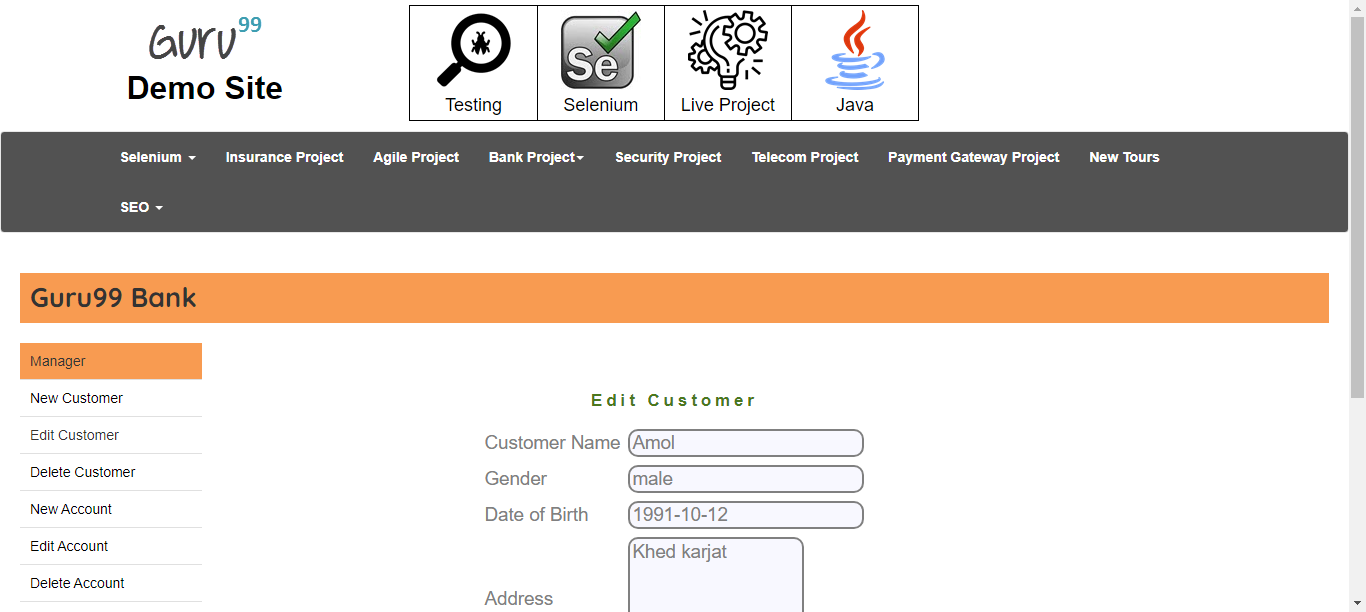 Guru99
Demo Site
Se
Testing Selenium Live Project Java
Selenium Insurance Project Agile Project Bank Project Security Project Telecom Project Payment Gateway Project New Tours
SEO
Guru99 Bank
Manager
New Customer
Edit Customer
Delete Customer
New Account
Edit Account
Delete Account
Edit Customer
Customer Name Amol
Gender male
Date of Birth 1991-10-12
Khed karjat
Address